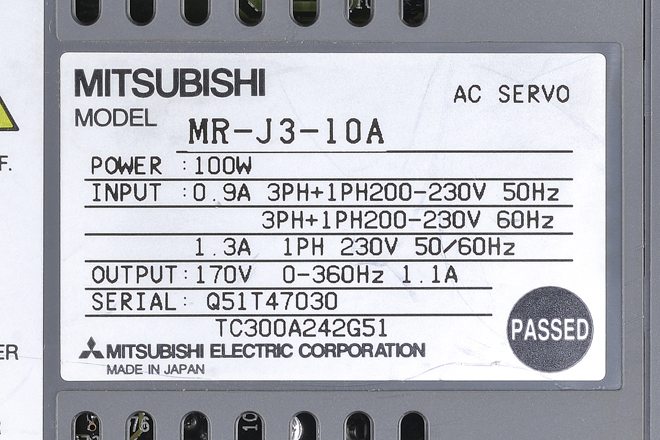 MITSUBISHI
AC SERVO
MODEL MR-J3-10A
POWER : 100W
INPUT : 0.9A 3PH+1PH200-230V 50Hz
3PH+1PH200-230V 60Hz
1.3A 1PH 230V 50/60Hz
OUTPUT: 170V 0-360Hz 1.1A
SERIAL: Q51T47030
TC300A242G51
PASSED
MITSUBISHI ELECTRIC CORPORATION
MADE IN JAPAN
F.
ER
76